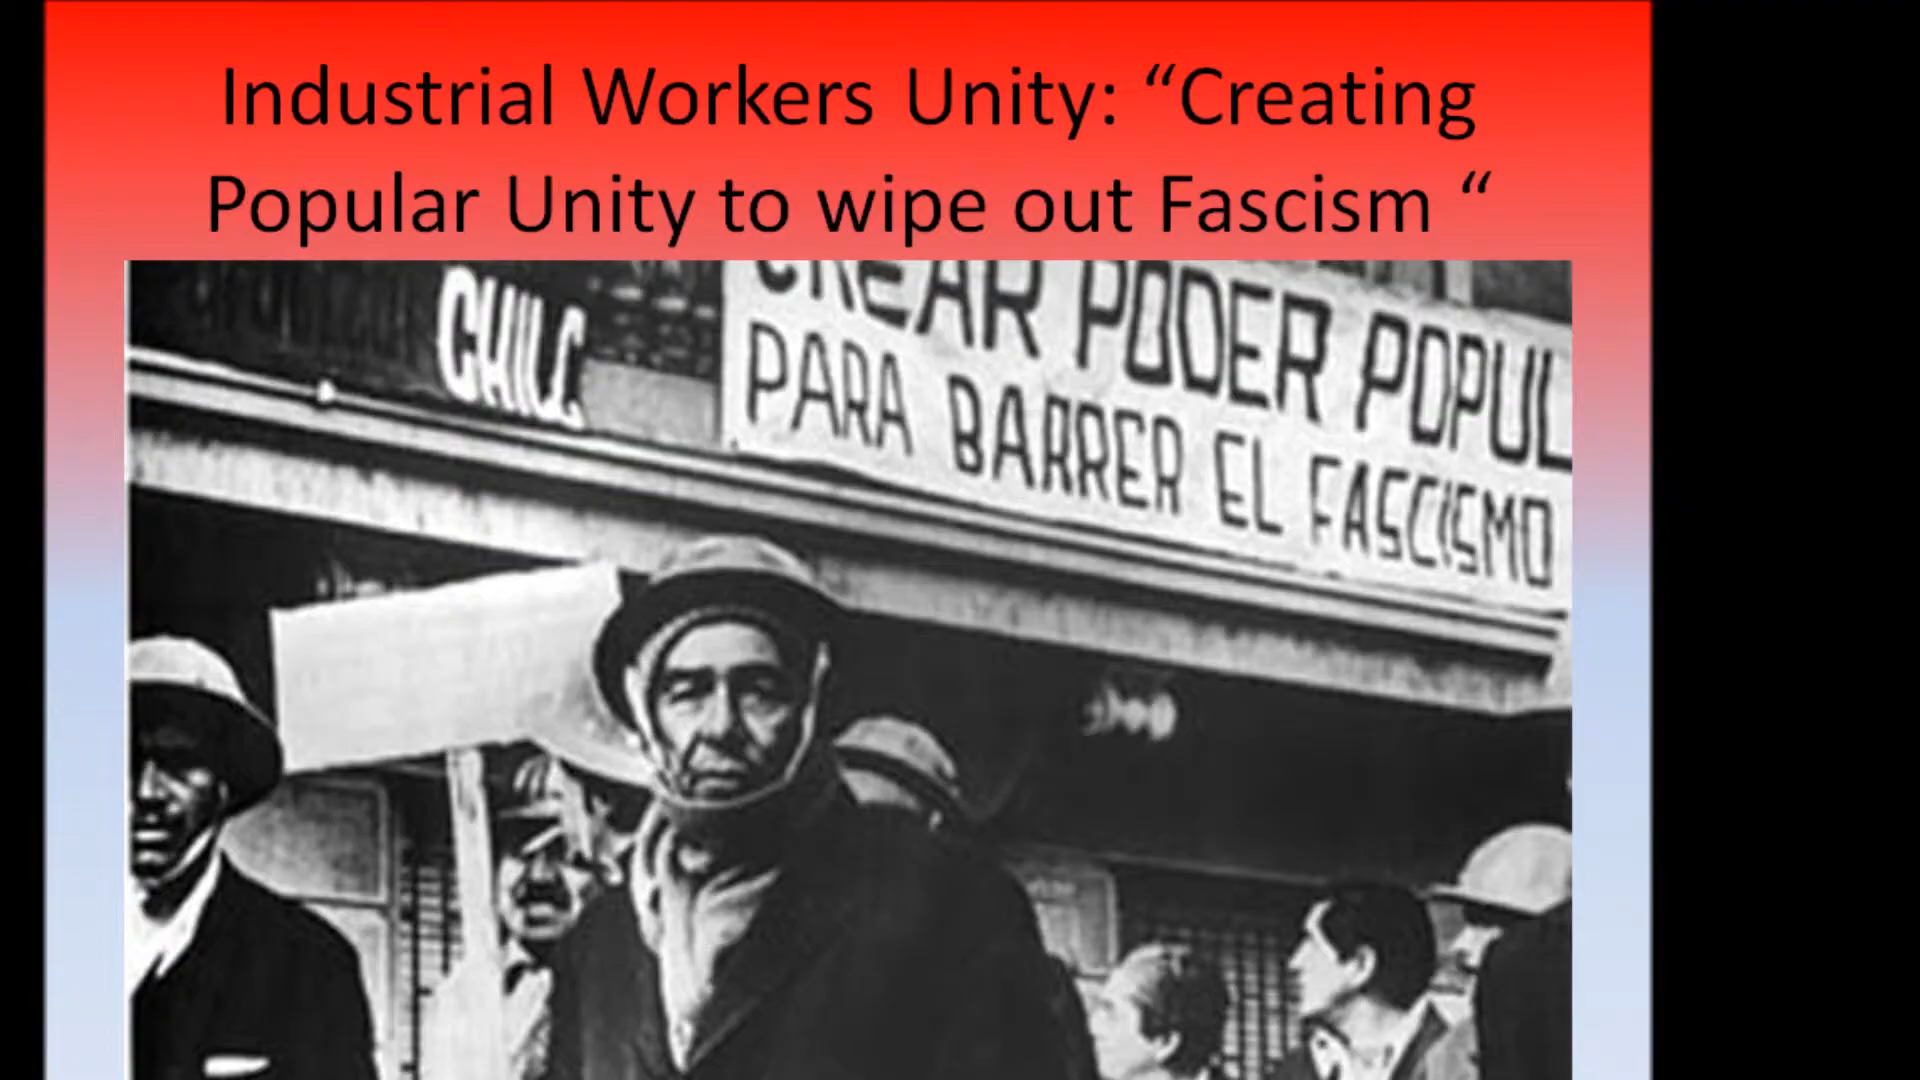 Industrial Workers Unity: “Creating
Popular Unity to wipe out Fascism “
CHILE
CREAR PODER POPUL
PARA BARRER EL FASCISMO